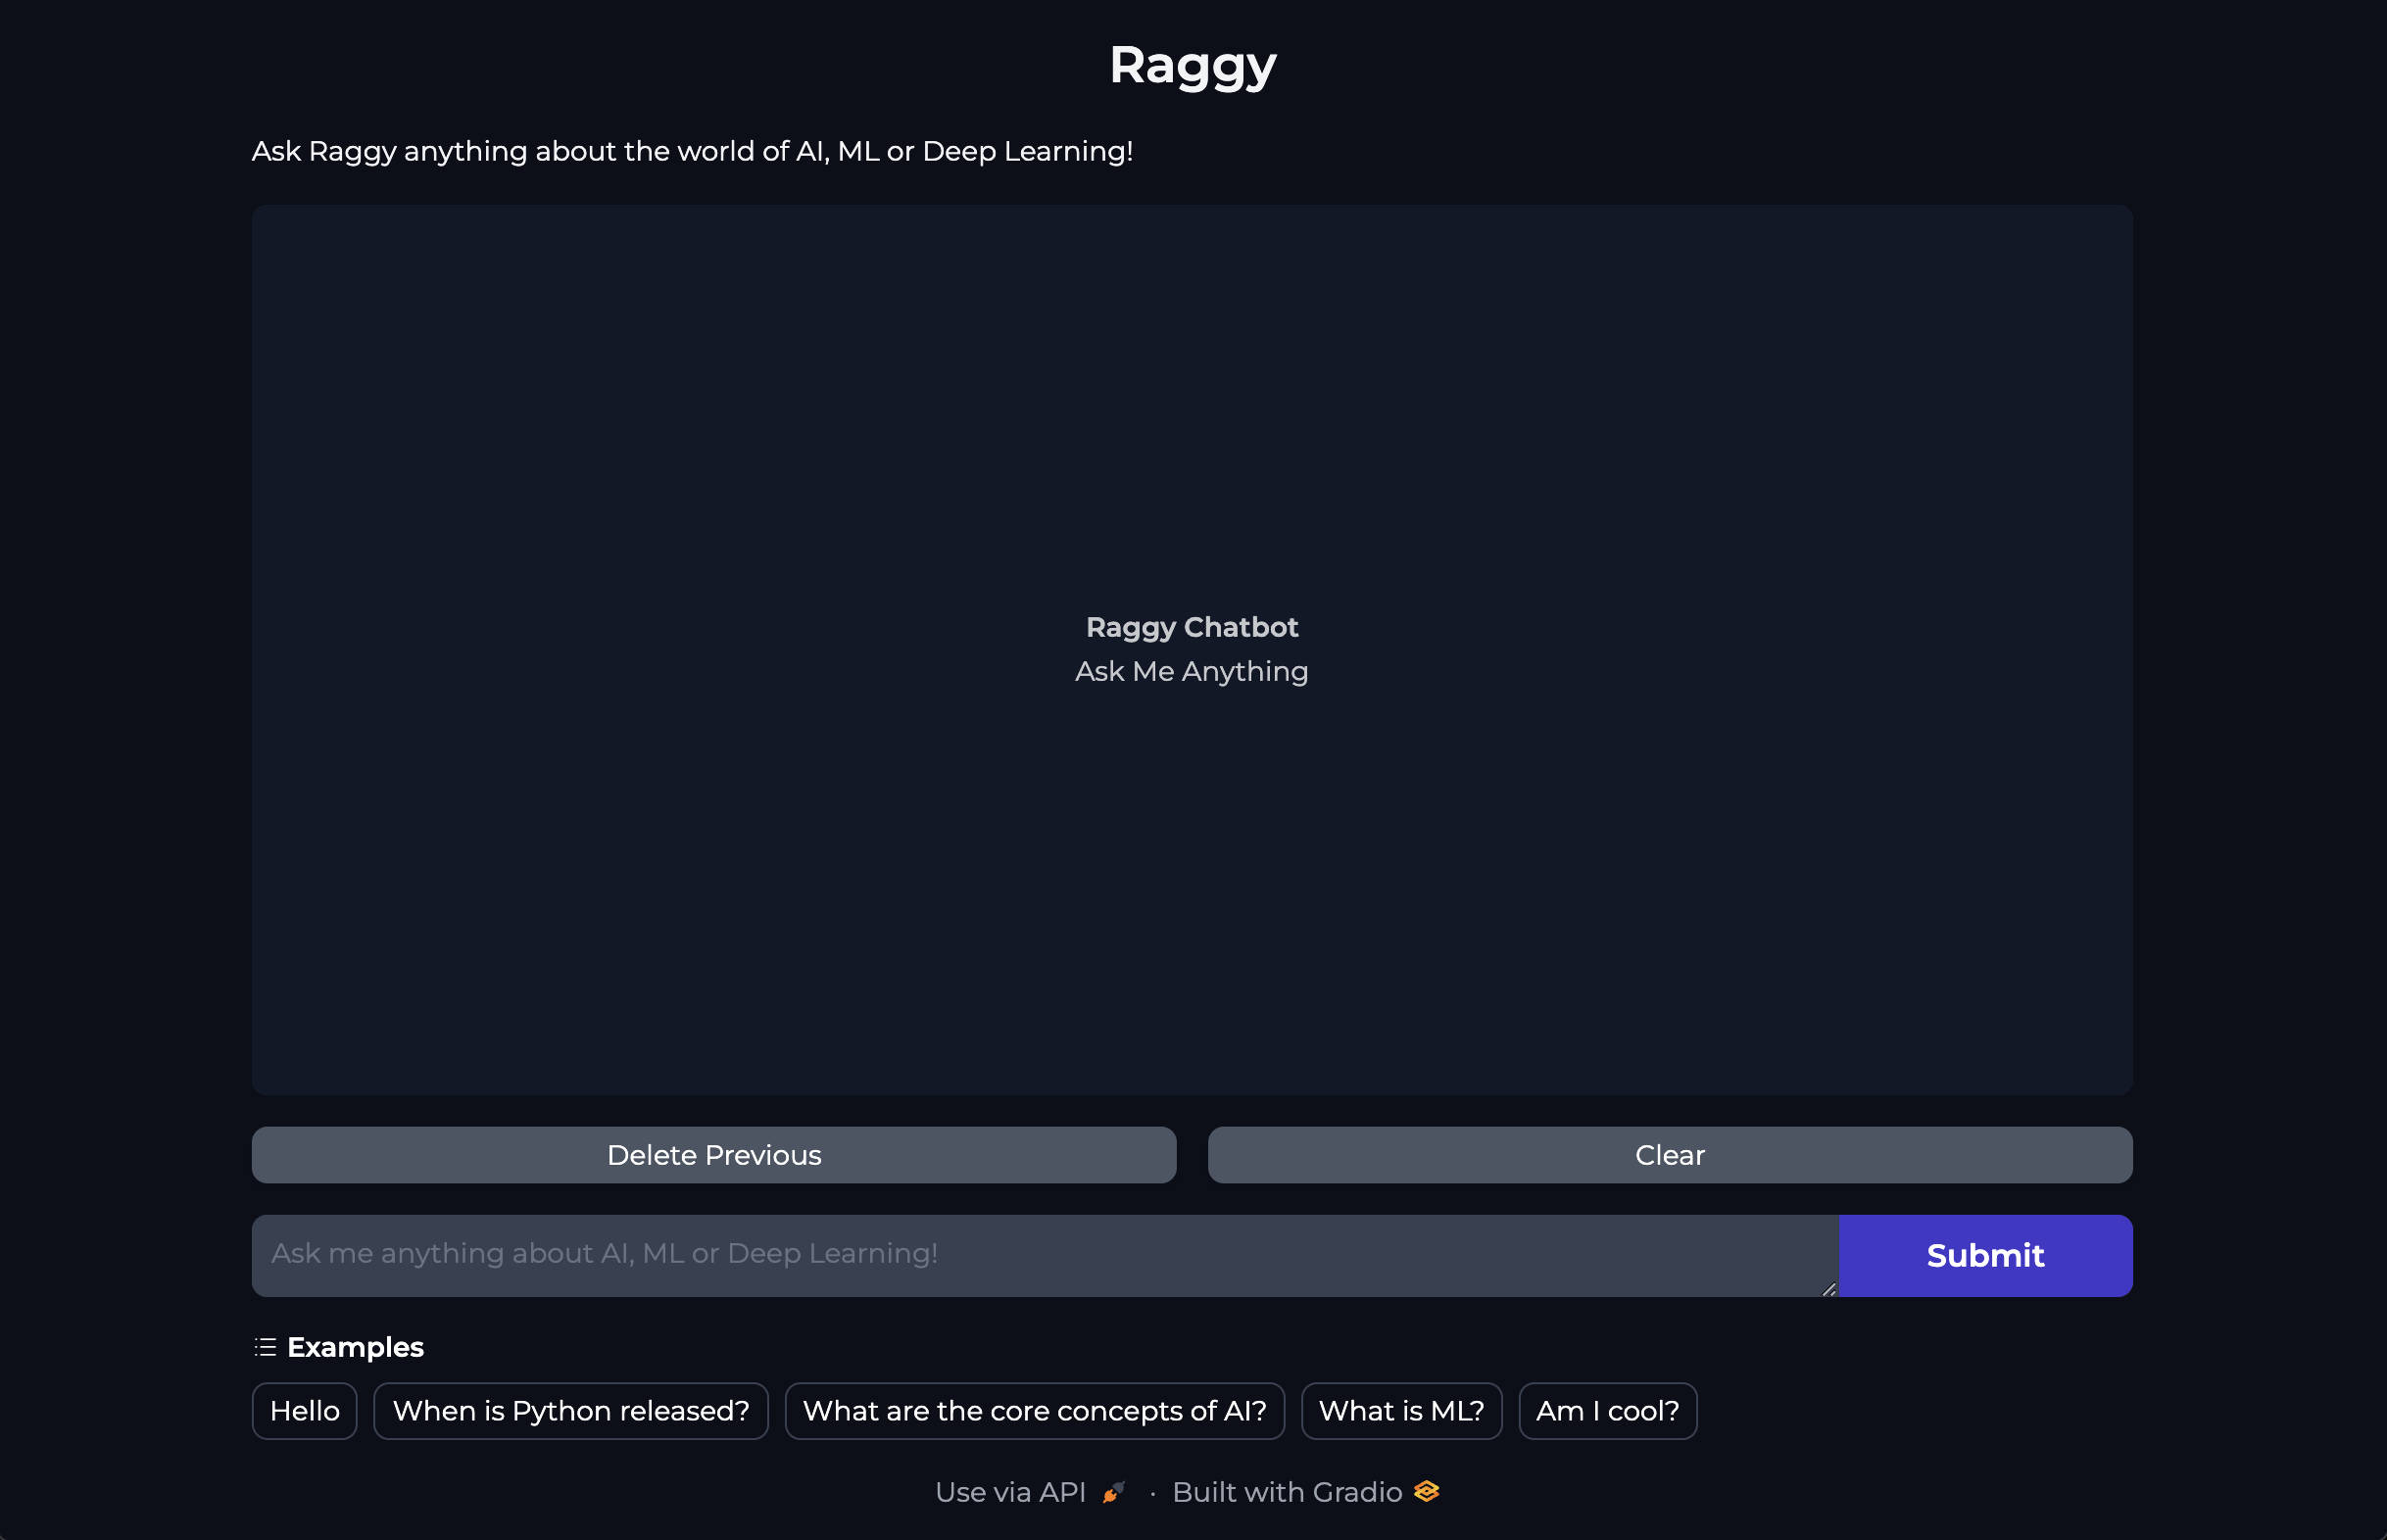 Raggy
Ask Raggy anything about the world of AI, ML or Deep Learning!
Raggy Chatbot
Ask Me Anything
Delete Previous
Clear
Ask me anything about AI, ML or Deep Learning!
Submit
Examples
Hello
When is Python released?
What are the core concepts of AI?
What is ML?
Am I cool?
Use via API · Built with Gradio